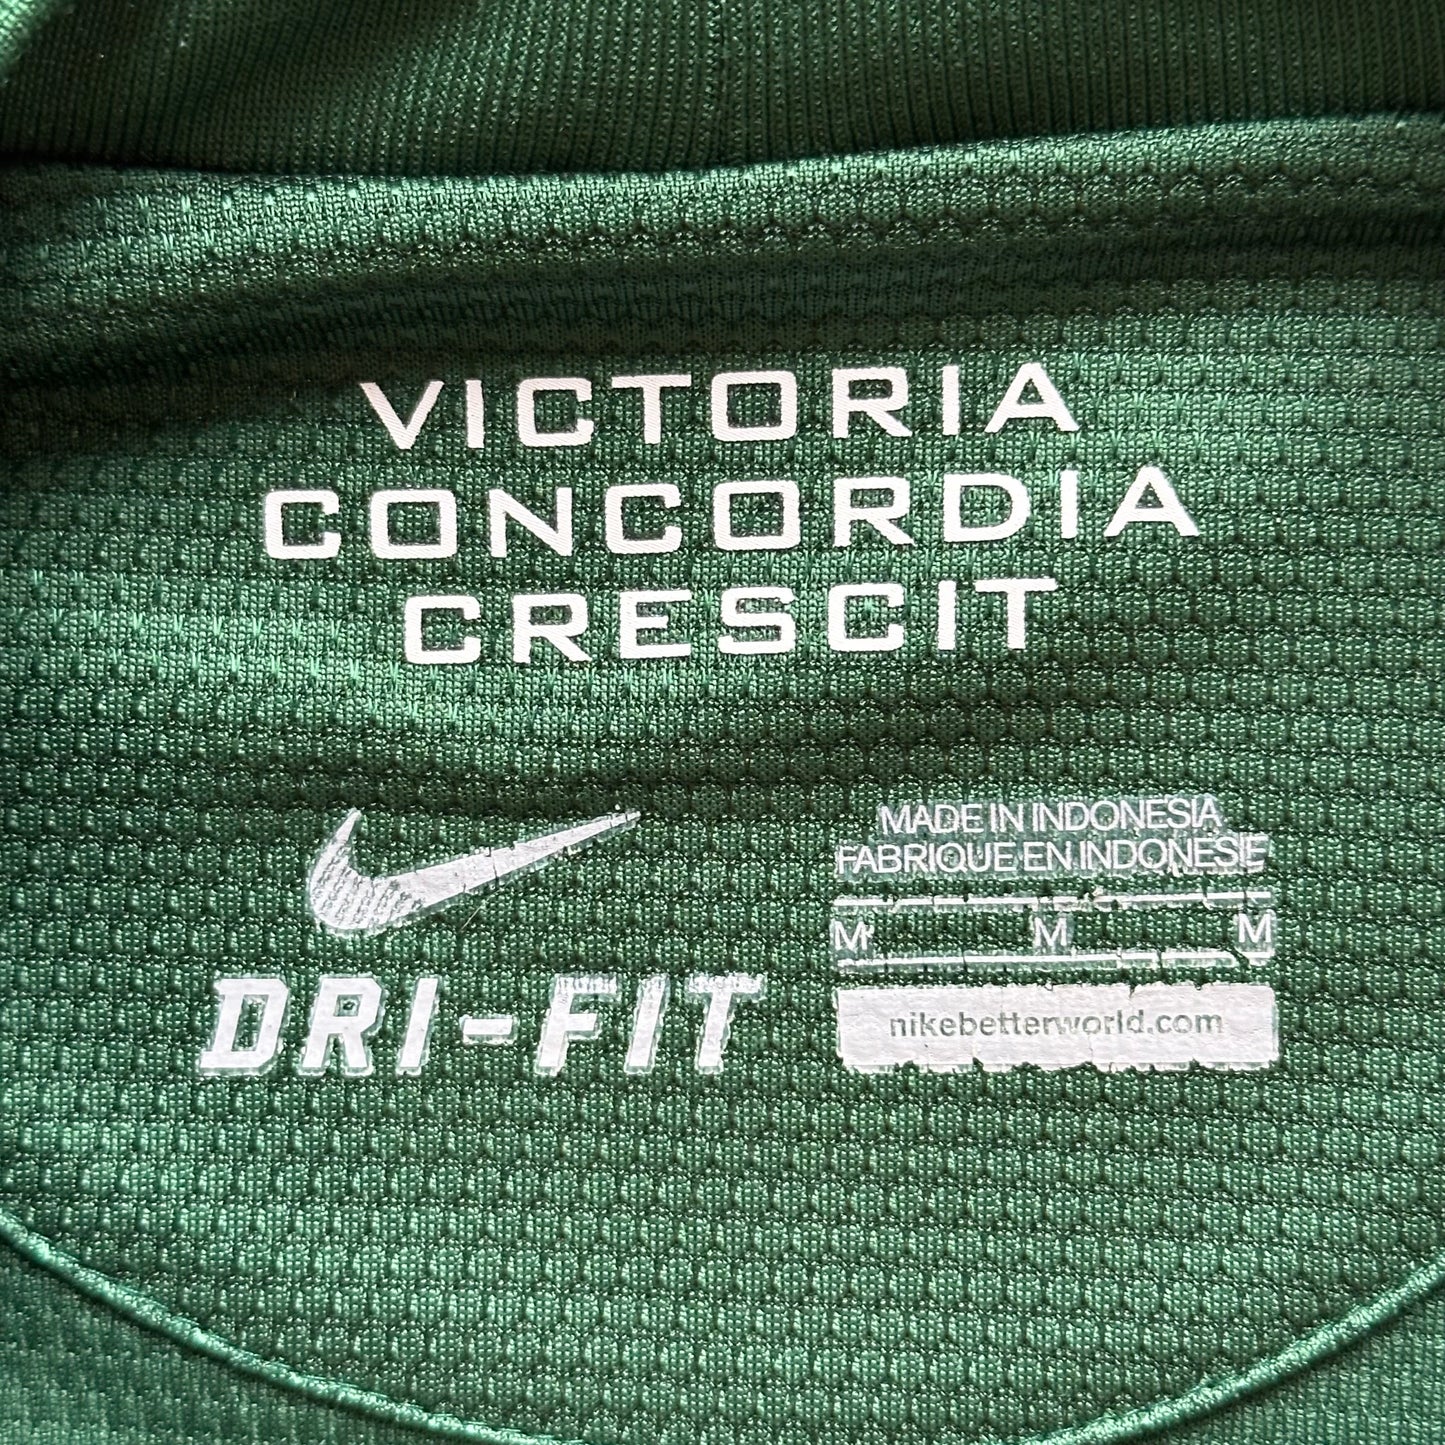 VICTORIA
CONCORDIA
CRESCIT
MADE IN INDONESIA
FABRIQUE EN INDONESIE
M M M
DRI-FIT
nikebetterworld.com